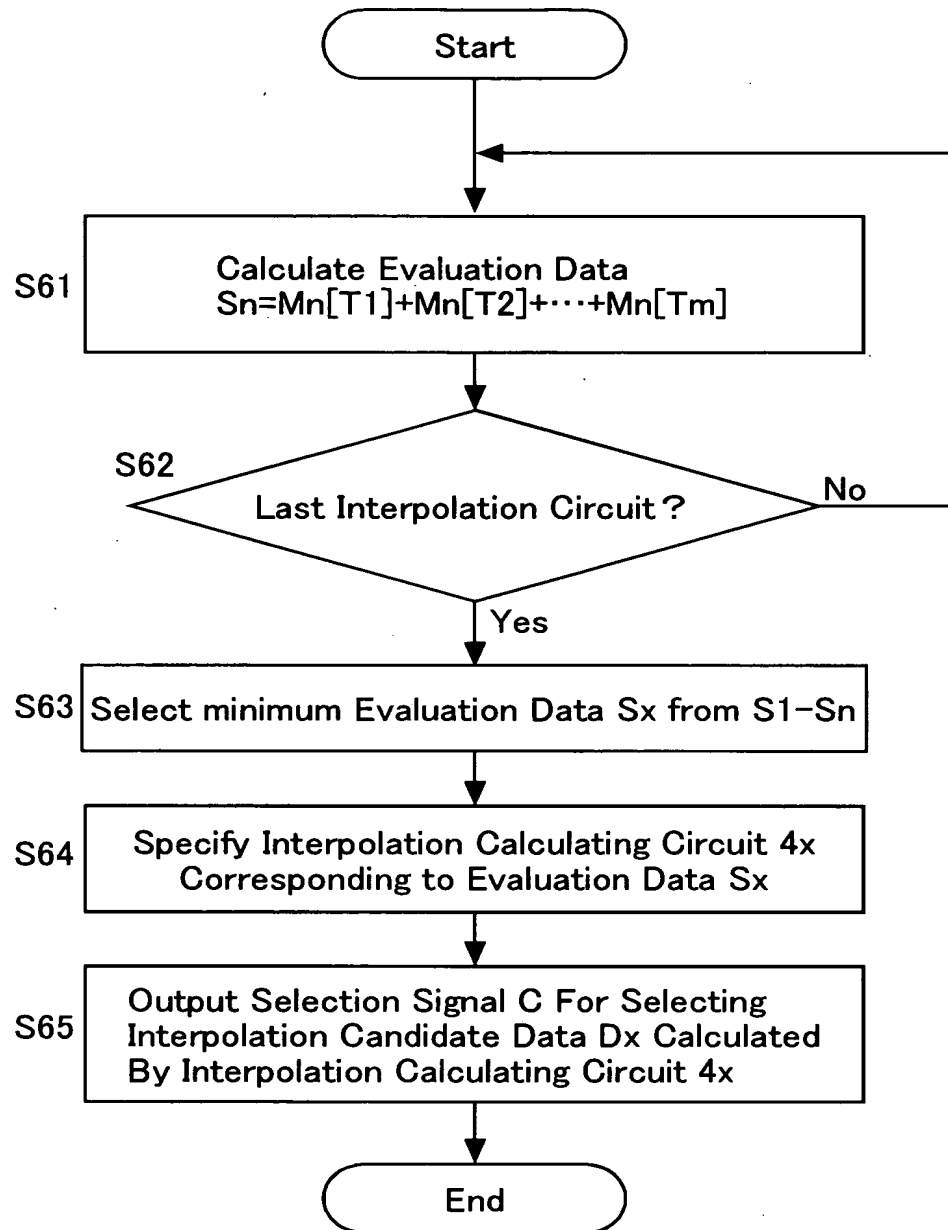 Start
S61
Calculate Evaluation Data
Sn=Mn[T1]+Mn[T2]+···+Mn[Tm]
S62
Last Interpolation Circuit?
No
Yes
S63
Select minimum Evaluation Data Sx from S1-Sn
S64
Specify Interpolation Calculating Circuit 4x
Corresponding to Evaluation Data Sx
S65
Output Selection Signal C For Selecting
Interpolation Candidate Data Dx Calculated
By Interpolation Calculating Circuit 4x
End